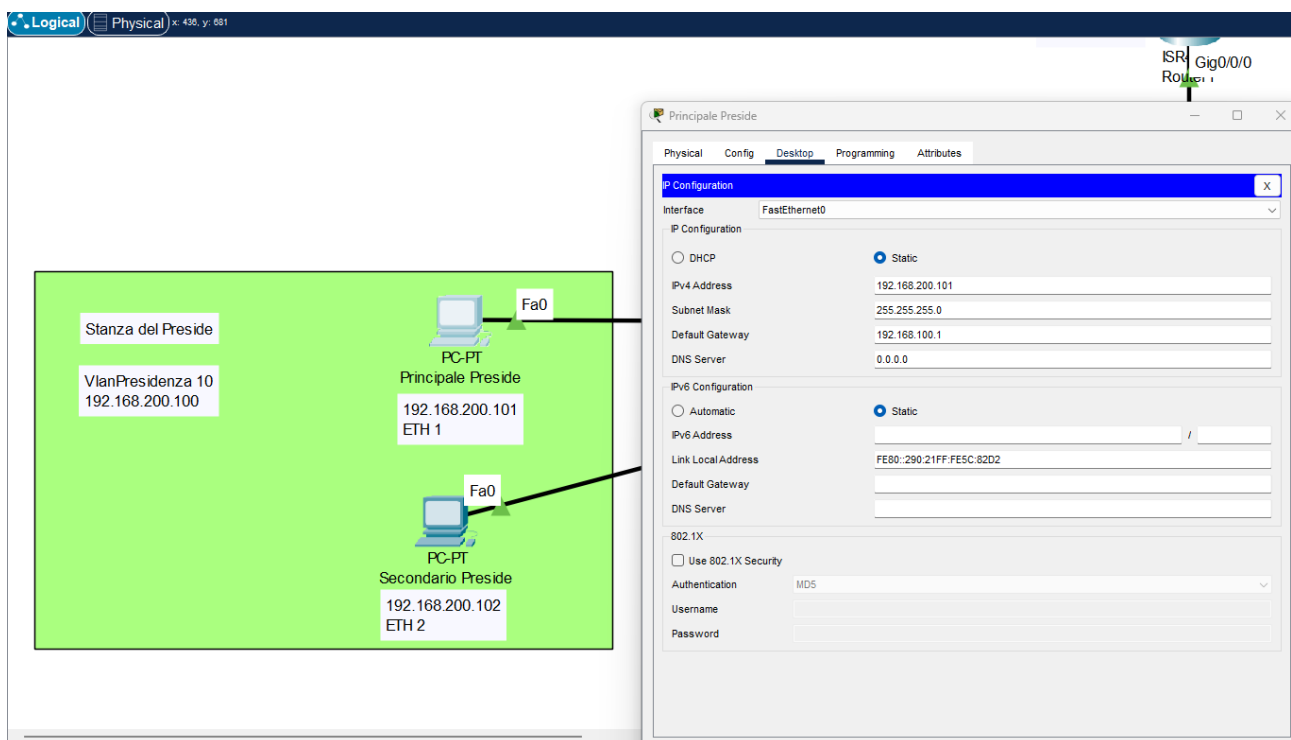 Logical Physical x: 436, y: 681
ISR
Gig0/0/0
Principale Preside
Physical Config Desktop Programming Attributes
IP Configuration X
Interface FastEthernet0
IP Configuration
DHCP Static
IPv4 Address 192.168.200.101
Subnet Mask 255.255.255.0
Default Gateway 192.168.100.1
DNS Server 0.0.0.0
IPv6 Configuration
Automatic Static
IPv6 Address /
Link Local Address FE80::290:21FF:FE5C:82D2
Default Gateway
DNS Server
802.1X
Use 802.1X Security
Authentication MD5
Username
Password
Stanza del Preside
VlanPresidenza 10
192.168.200.100
Fa0
PC-PT
Principale Preside
192.168.200.101
ETH 1
Fa0
PC-PT
Secondario Preside
192.168.200.102
ETH 2